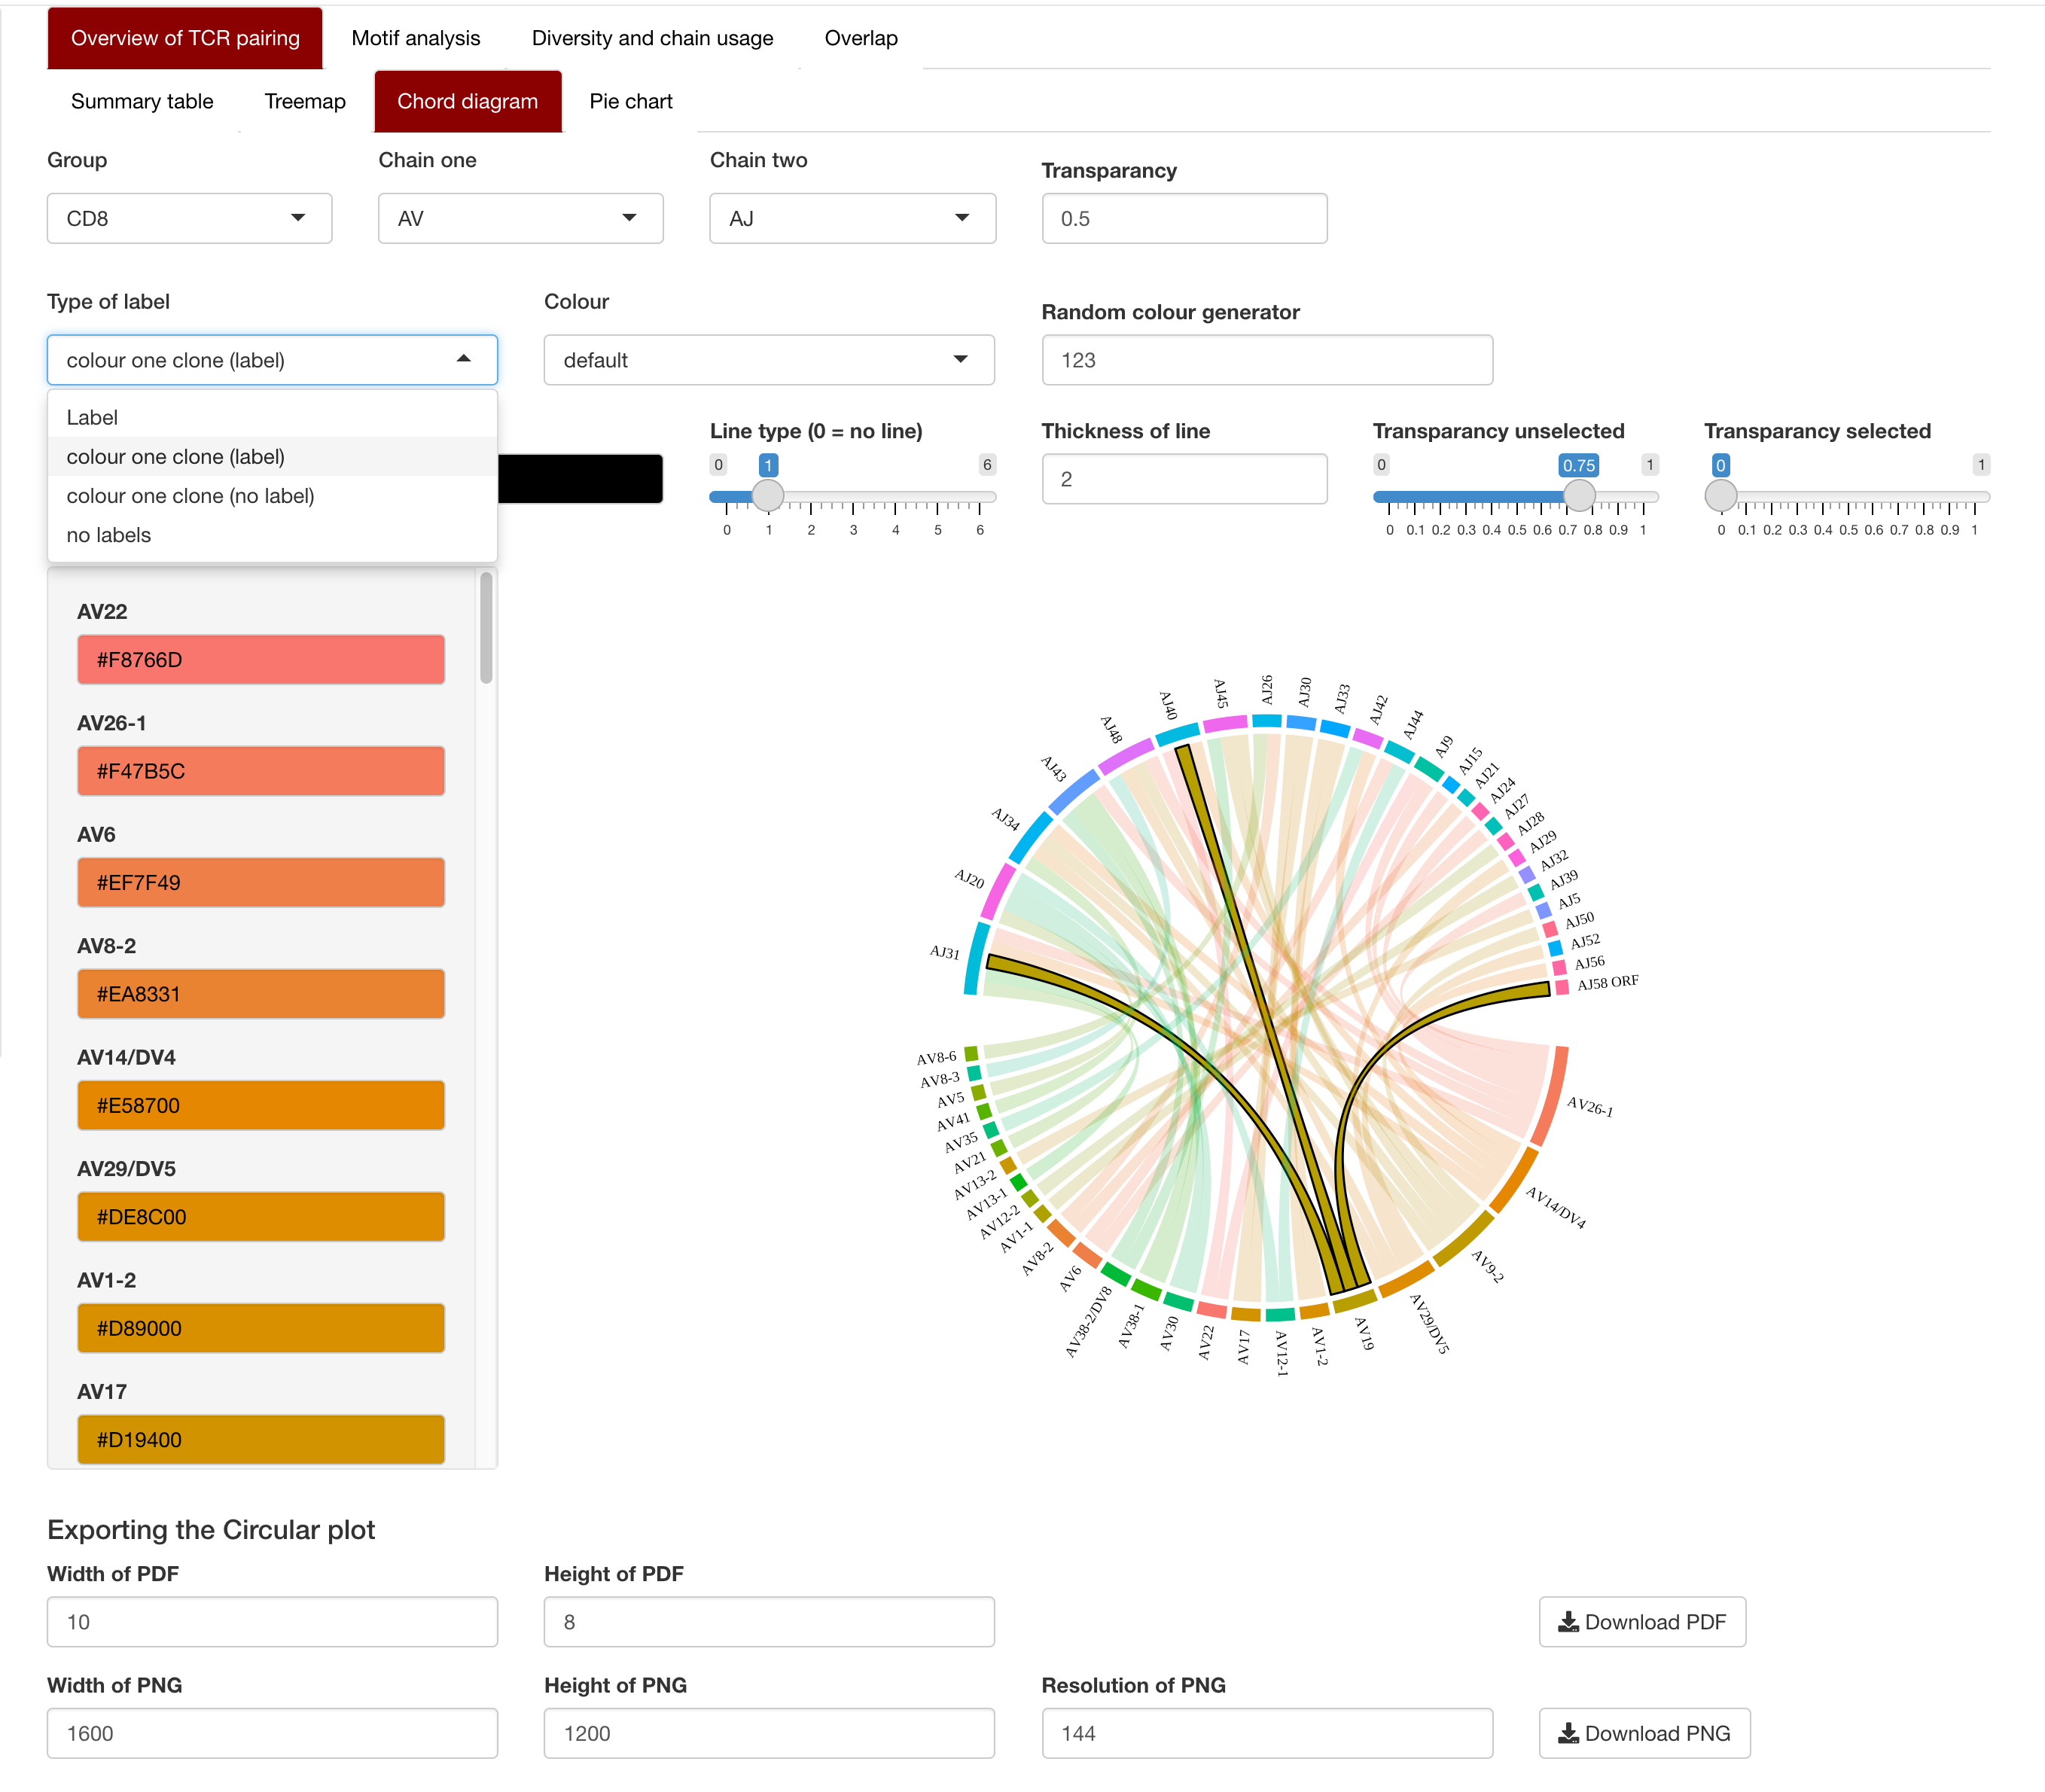 Overview of TCR pairing Motif analysis Diversity and chain usage Overlap
Summary table Treemap Chord diagram Pie chart
Group Chain one Chain two Transparancy
CD8 AV AJ 0.5
Type of label Colour Random colour generator
colour one clone (label) default 123
Label
colour one clone (label)
colour one clone (no label)
no labels
Line type (0 = no line) Thickness of line Transparancy unselected Transparancy selected
0 1 6 2 0 0.75 1 0 1
0 1 2 3 4 5 6
0 0.1 0.2 0.3 0.4 0.5 0.6 0.7 0.8 0.9 1
0 0.1 0.2 0.3 0.4 0.5 0.6 0.7 0.8 0.9 1
AV22
#F8766D
AV26-1
#F47B5C
AV6
#EF7F49
AV8-2
#EA8331
AV14/DV4
#E58700
AV29/DV5
#DE8C00
AV1-2
#D89000
AV17
#D19400
AJ31
AJ20
AJ34
AJ43
AJ48
AJ40
AJ45
AJ26
AJ30
AJ33
AJ42
AJ44
AJ9
AJ15
AJ21
AJ24
AJ27
AJ28
AJ29
AJ32
AJ39
AJ5
AJ50
AJ52
AJ56
AJ58 ORF
AV26-1
AV14/DV4
AV9-2
AV29/DV5
AV19
AV1-2
AV12-1
AV17
AV22
AV30
AV38-1
AV38-2/DV8
AV6
AV8-2
AV1-1
AV12-2
AV13-1
AV13-2
AV21
AV35
AV41
AV5
AV8-3
AV8-6
Exporting the Circular plot
Width of PDF Height of PDF
10 8 Download PDF
Width of PNG Height of PNG Resolution of PNG
1600 1200 144 Download PNG